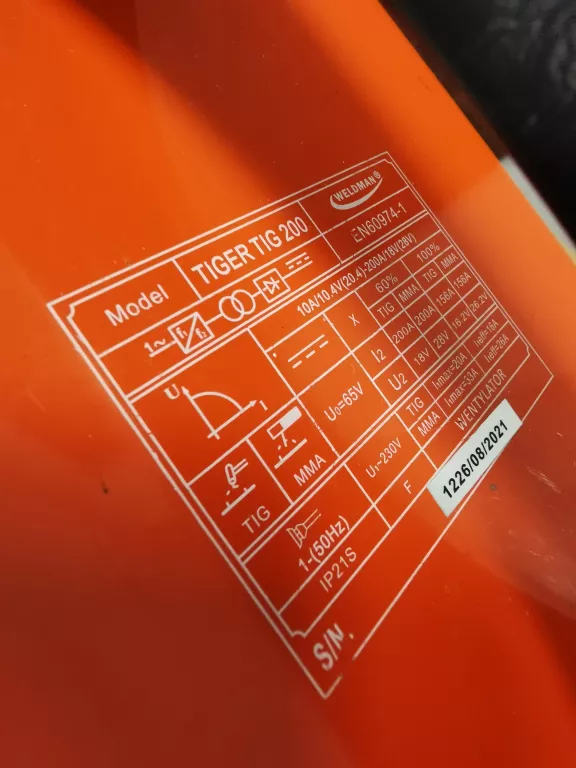 Model TIGER TIG 200 WELDMAN®
EN60974-1
1~ f1 f2
10A/10.4V(20.4)-200A/18V(28V)
X 60% 100%
TIG MMA TIG MMA
I2 200A 200A 156A 156A
U0=65V U2 18V 28V 16.2V 26.2V
U I
TIG MMA
U1~230V TIG I1max=20A I1eff=16A
MMA I1max=33A I1eff=26A
1~(50Hz)
IP21S F WENTYLATOR
S/N. 1226/08/2021